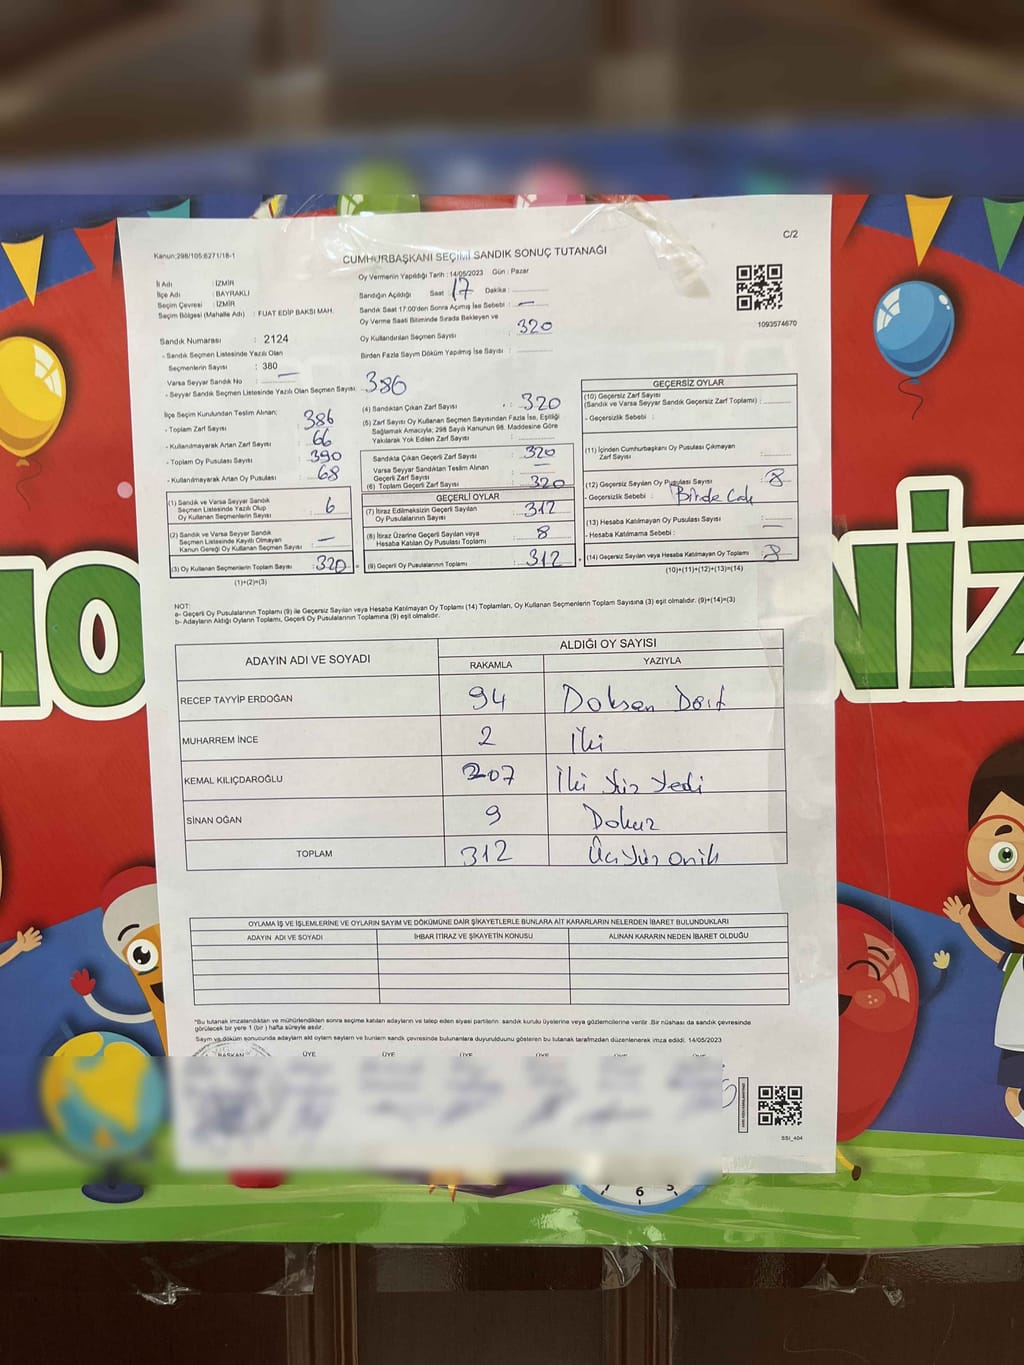 C/2
Kanun:298/105:6271/18-1
CUMHURBAŞKANI SEÇİMİ SANDIK SONUÇ TUTANAĞI
İl Adı : İZMİR
İlçe Adı : BAYRAKLI
Seçim Çevresi : İZMİR
Seçim Bölgesi (Mahalle Adı) : FUAT EDİP BAKSI MAH.
Oy Vermenin Yapıldığı Tarih : 14/05/2023 Gün : Pazar
Sandığın Açıldığı Saat : 17 Dakika :
Sandık Saat 17:00'den Sonra Açımış İse Sebebi : —
Oy Verme Saati Bitiminde Sırada Bekleyen ve
Oy Kullandırılan Seçmen Sayısı : 320
Birden Fazla Sayım Döküm Yapılmış İse Sayısı :
1093574670
Sandık Numarası : 2124
- Sandık Seçmen Listesinde Yazılı Olan
Seçmenlerin Sayısı : 380
Varsa Seyyar Sandık No : —
- Seyyar Sandık Seçmen Listesinde Yazılı Olan Seçmen Sayısı : 386
İlçe Seçim Kurulundan Teslim Alınan;
- Toplam Zarf Sayısı : 386
- Kullanılmayarak Artan Zarf Sayısı : 66
- Toplam Oy Pusulası Sayısı : 390
- Kullanılmayarak Artan Oy Pusulası : 68
(1) Sandık ve Varsa Seyyar Sandık
Seçmen Listesinde Yazılı Olup
Oy Kullanan Seçmenlerin Sayısı : 6
(2) Sandık ve Varsa Seyyar Sandık
Seçmen Listesinde Kayıtlı Olmayan
Kanun Gereği Oy Kullanan Seçmen Sayısı : —
(3) Oy Kullanan Seçmenlerin Toplam Sayısı : 320
(1)+(2)=(3)
(4) Sandıktan Çıkan Zarf Sayısı : 320
(5) Zarf Sayısı Oy Kullanan Seçmen Sayısından Fazla İse, Eşitliği
Sağlamak Amacıyla; 298 Sayılı Kanunun 98. Maddesine Göre
Yakılarak Yok Edilen Zarf Sayısı :
Sandıkta Çıkan Geçerli Zarf Sayısı : 320
Varsa Seyyar Sandıktan Teslim Alınan
Geçerli Zarf Sayısı : —
(6) Toplam Geçerli Zarf Sayısı : 320
GEÇERLİ OYLAR
(7) İtiraz Edilmeksizin Geçerli Sayılan
Oy Pusulalarının Sayısı : 312
(8) İtiraz Üzerine Geçerli Sayılan veya
Hesaba Katılan Oy Pusulası Toplamı : 8
(9) Geçerli Oy Pusulalarının Toplamı : 312
GEÇERSİZ OYLAR
(10) Geçersiz Zarf Sayısı
(Sandık ve Varsa Seyyar Sandık Geçersiz Zarf Toplamı) :
- Geçersizlik Sebebi :
(11) İçinden Cumhurbaşkanı Oy Pusulası Çıkmayan
Zarf Sayısı :
(12) Geçersiz Sayılan Oy Pusulası Sayısı : 8
- Geçersizlik Sebebi : Birde Çok
(13) Hesaba Katılmayan Oy Pusulası Sayısı : —
- Hesaba Katılmama Sebebi :
(14) Geçersiz Sayılan veya Hesaba Katılmayan Oy Toplamı : 8
(10)+(11)+(12)+(13)=(14)
NOT:
a- Geçerli Oy Pusulalarının Toplamı (9) ile Geçersiz Sayılan veya Hesaba Katılmayan Oy Toplamı (14) Toplamları, Oy Kullanan Seçmenlerin Toplam Sayısına (3) eşit olmalıdır. (9)+(14)=(3)
b- Adayların Aldığı Oyların Toplamı, Geçerli Oy Pusulalarının Toplamına (9) eşit olmalıdır.
ADAYIN ADI VE SOYADI ALDIĞI OY SAYISI
RAKAMLA YAZIYLA
RECEP TAYYİP ERDOĞAN 94 Doksan Dört
MUHARREM İNCE 2 İki
KEMAL KILIÇDAROĞLU 207 İki Yüz Yedi
SİNAN OĞAN 9 Dokuz
TOPLAM 312 Üçyüz oniki
OYLAMA İŞ VE İŞLEMLERİNE VE OYLARIN SAYIM VE DÖKÜMÜNE DAİR ŞİKAYETLERLE BUNLARA AİT KARARLARIN NELERDEN İBARET BULUNDUKLARI
ADAYIN ADI VE SOYADI İHBAR İTİRAZ VE ŞİKAYETİN KONUSU ALINAN KARARIN NEDEN İBARET OLDUĞU
*Bu tutanak imzalandıktan ve mühürlendikten sonra seçime katılan adayların ve talep eden siyasi partilerin sandık kurulu üyelerine veya gözlemcilerine verilir. Bir nüshası da sandık çevresinde
görülecek bir yere 1 (bir) hafta süreyle asılır.
Sayım ve döküm sonucunda adayların aldı oyların sayıları ve bunların sandık çevresinde bulunanlara duyurulduunu gösteren bu tutanak tarafımızdan düzenlenerek imza edildi. 14/05/2023
BAŞKAN ÜYE ÜYE ÜYE ÜYE ÜYE ÜYE
SSİ_404
NİZ
6
5